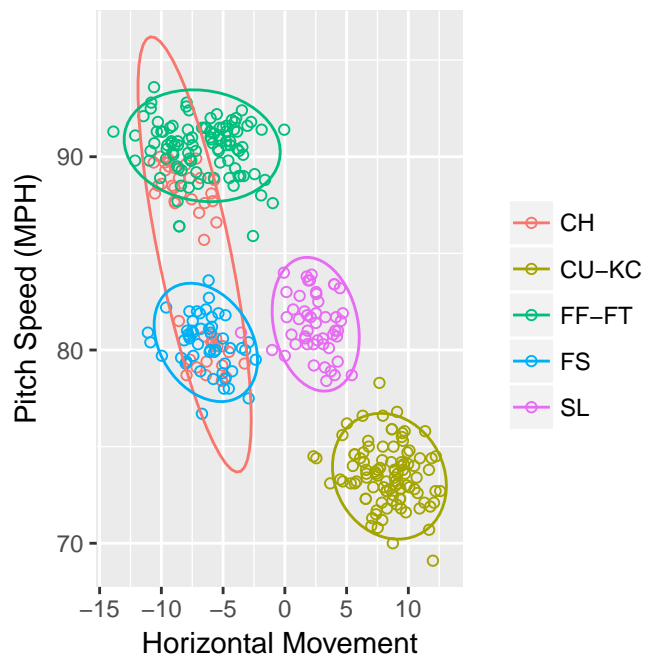 Pitch Speed (MPH)
90
80
70
−15 −10 −5 0 5 10
Horizontal Movement
CH
CU−KC
FF−FT
FS
SL